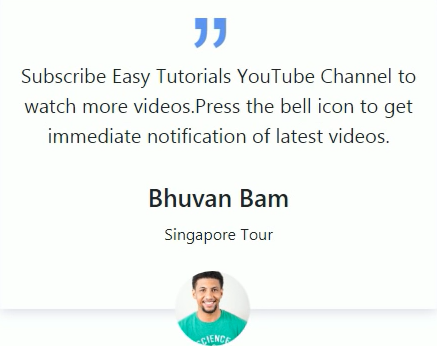 ”
Subscribe Easy Tutorials YouTube Channel to
watch more videos.Press the bell icon to get
immediate notification of latest videos.
Bhuvan Bam
Singapore Tour
SCIENCE